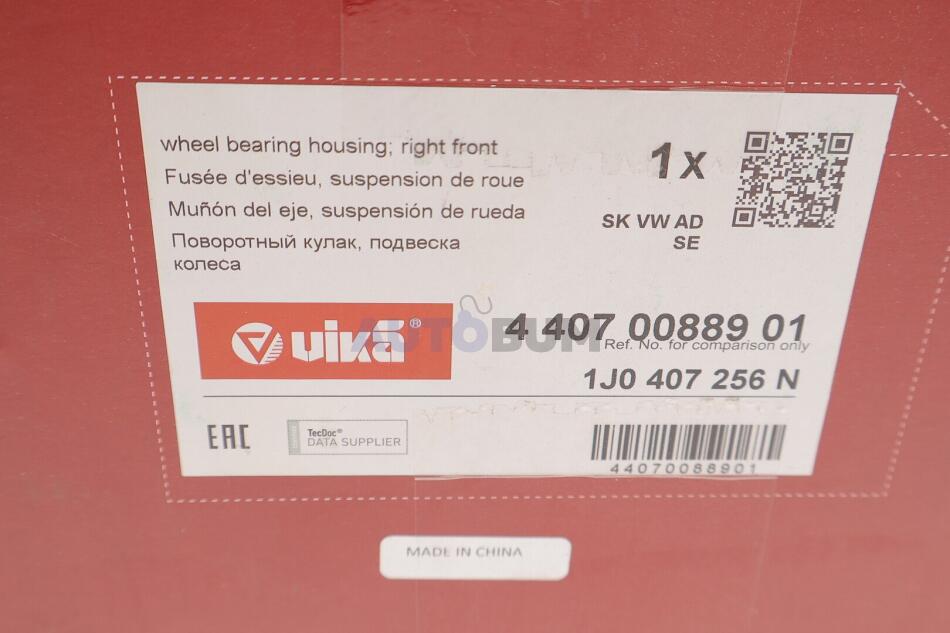 wheel bearing housing; right front
Fusée d'essieu, suspension de roue
Muñón del eje, suspensión de rueda
Поворотный кулак, подвеска
колеса
1x
SK VW AD
SE
vika®
AUTOBUM
4 407 00889 01
Ref. No. for comparison only
1J0 407 256 N
EAC
TecDoc®
DATA SUPPLIER
44070088901
MADE IN CHINA